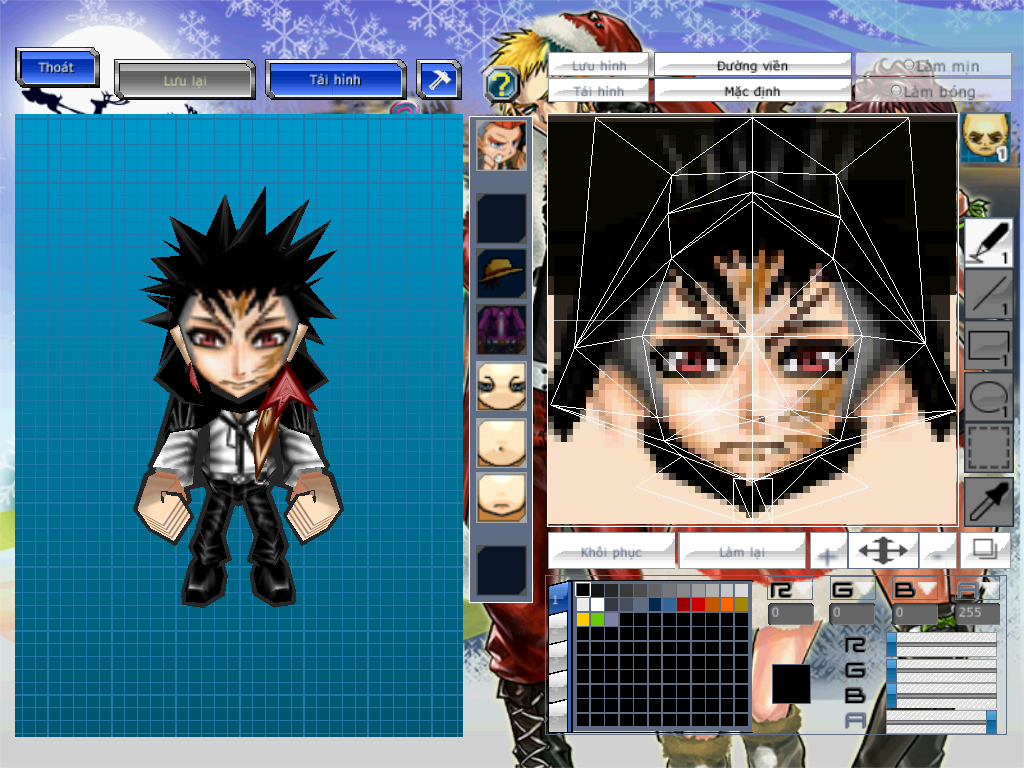 Thoát
Lưu lại
Tải hình
?
Lưu hình
Đường viền
Làm mịn
Tải hình
Mặc định
Làm bóng
1
1
1
1
1
Khôi phục
Làm lại
+
-
1
R
G
B
A
0
0
0
255
R
G
B
A